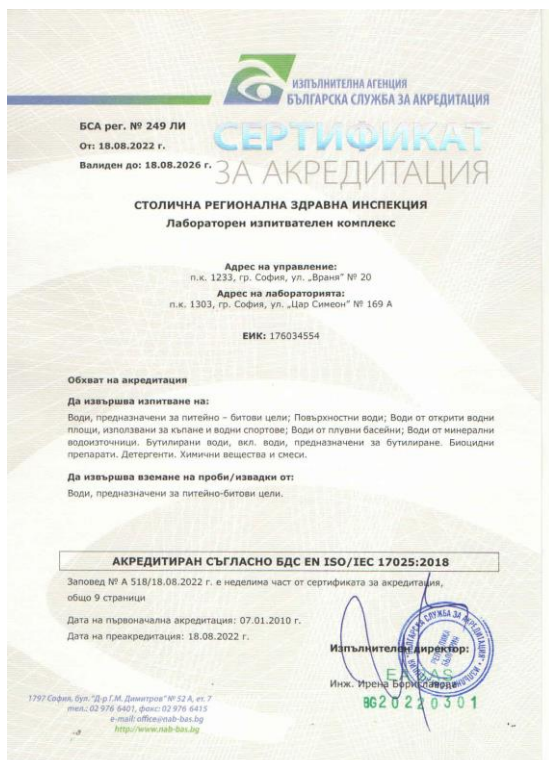 ИЗПЪЛНИТЕЛНА АГЕНЦИЯ
БЪЛГАРСКА СЛУЖБА ЗА АКРЕДИТАЦИЯ
БСА рег. № 249 ЛИ
От: 18.08.2022 г.
Валиден до: 18.08.2026 г.
СЕРТИФИКАТ
ЗА АКРЕДИТАЦИЯ
СТОЛИЧНА РЕГИОНАЛНА ЗДРАВНА ИНСПЕКЦИЯ
Лабораторен изпитвателен комплекс
Адрес на управление:
п.к. 1233, гр. София, ул. „Враня" № 20
Адрес на лабораторията:
п.к. 1303, гр. София, ул. „Цар Симеон" № 169 А
ЕИК: 176034554
Обхват на акредитация
Да извършва изпитване на:
Води, предназначени за питейно – битови цели; Повърхностни води; Води от открити водни
площи, използвани за къпане и водни спортове; Води от плувни басейни; Води от минерални
водоизточници. Бутилирани води, вкл. води, предназначени за бутилиране. Биоцидни
препарати. Детергенти. Химични вещества и смеси.
Да извършва вземане на проби/извадки от:
Води, предназначени за питейно-битови цели.
АКРЕДИТИРАН СЪГЛАСНО БДС EN ISO/IEC 17025:2018
Заповед № А 518/18.08.2022 г. е неделима част от сертификата за акредитация,
общо 9 страници
Дата на първоначална акредитация: 07.01.2010 г.
Дата на преакредитация: 18.08.2022 г.
Изпълнителен директор:
Инж. Ирена Бориславова
BG20220301
1797 София, бул. "Д-р Г.М. Димитров" № 52 А, ет. 7
тел.: 02 976 6401, факс: 02 976 6415
e-mail: office@nab-bas.bg
http://www.nab-bas.bg